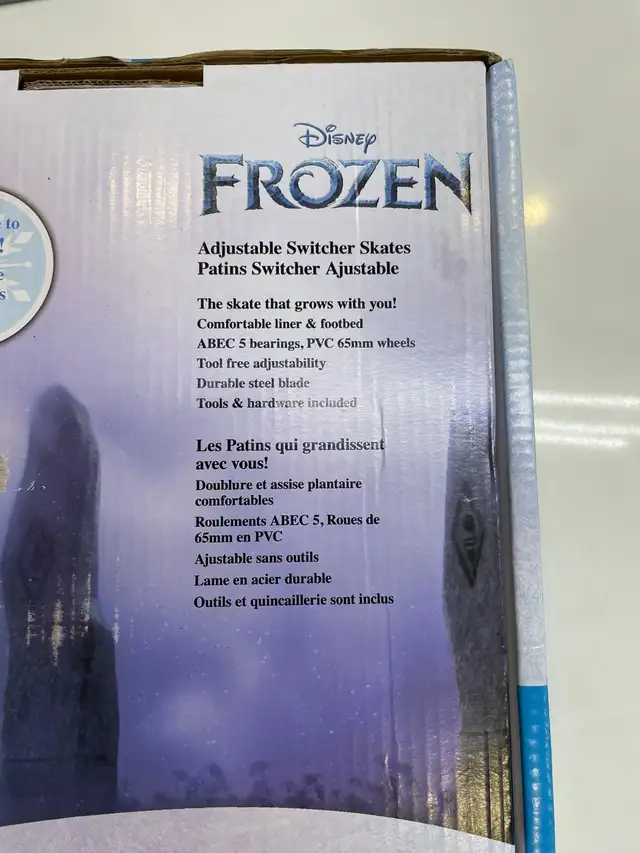 to
!
e
s
Disney
FROZEN
Adjustable Switcher Skates
Patins Switcher Ajustable
The skate that grows with you!
Comfortable liner & footbed
ABEC 5 bearings, PVC 65mm wheels
Tool free adjustability
Durable steel blade
Tools & hardware included
Les Patins qui grandissent
avec vous!
Doublure et assise plantaire
comfortables
Roulements ABEC 5, Roues de
65mm en PVC
Ajustable sans outils
Lame en acier durable
Outils et quincaillerie sont inclus